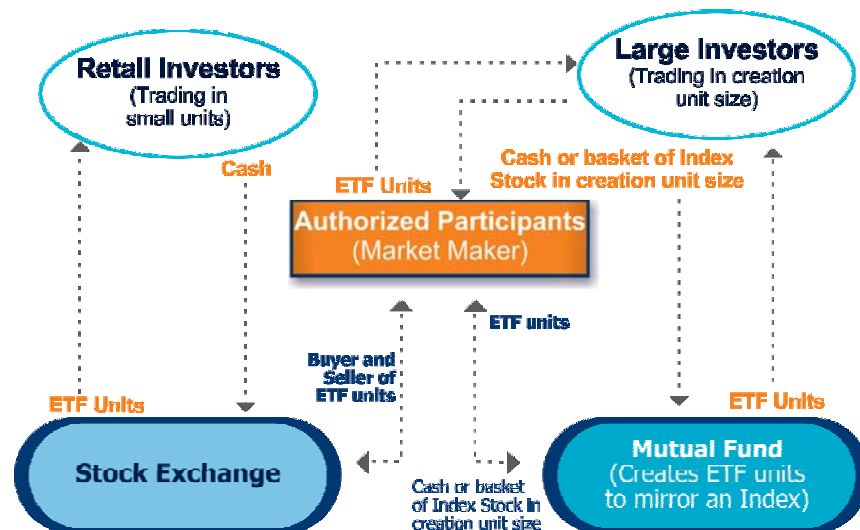 Retail Investors
(Trading in
small units)
Large Investors
(Trading in creation
unit size)
Cash
ETF Units
Cash or basket of Index
Stock in creation unit size
Authorized Participants
(Market Maker)
ETF units
Buyer and
Seller of
ETF units
ETF Units
ETF Units
Stock Exchange
Mutual Fund
(Creates ETF units
to mirror an Index)
Cash or basket
of Index Stock in
creation unit size